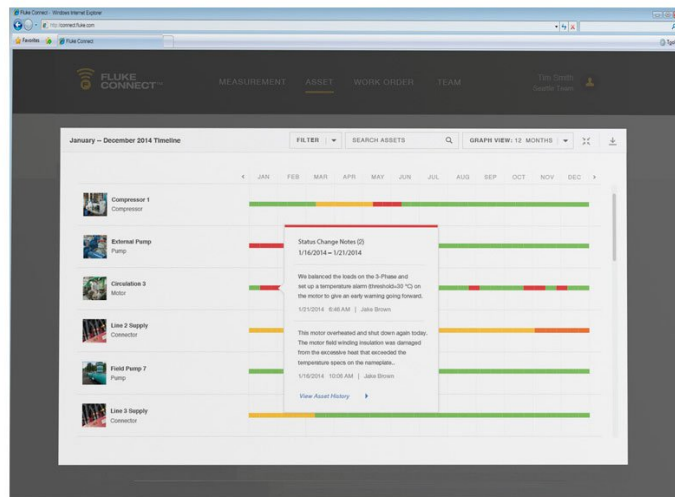 Fluke Connect - Windows Internet Explorer
http://connect.fluke.com
Favorites Fluke Connect
FLUKE CONNECT™
MEASUREMENT ASSET WORK ORDER TEAM
Tim Smith
Seattle Team
January – December 2014 Timeline
FILTER
SEARCH ASSETS
GRAPH VIEW: 12 MONTHS
JAN FEB MAR APR MAY JUN JUL AUG SEP OCT NOV DEC
Compressor 1
Compressor
External Pump
Pump
Circulation 3
Motor
Line 2 Supply
Connector
Field Pump 7
Pump
Line 3 Supply
Connector
Status Change Notes (2)
1/16/2014 – 1/21/2014
We balanced the loads on the 3-Phase and
set up a temperature alarm (threshold=30 °C) on
the motor to give an early warning going forward.
1/21/2014 8:48 AM | Jake Brown
This motor overheated and shut down again today.
The motor field winding insulation was damaged
from the excessive heat that exceeded the
temperature specs on the nameplate..
1/16/2014 10:06 AM | Jake Brown
View Asset History